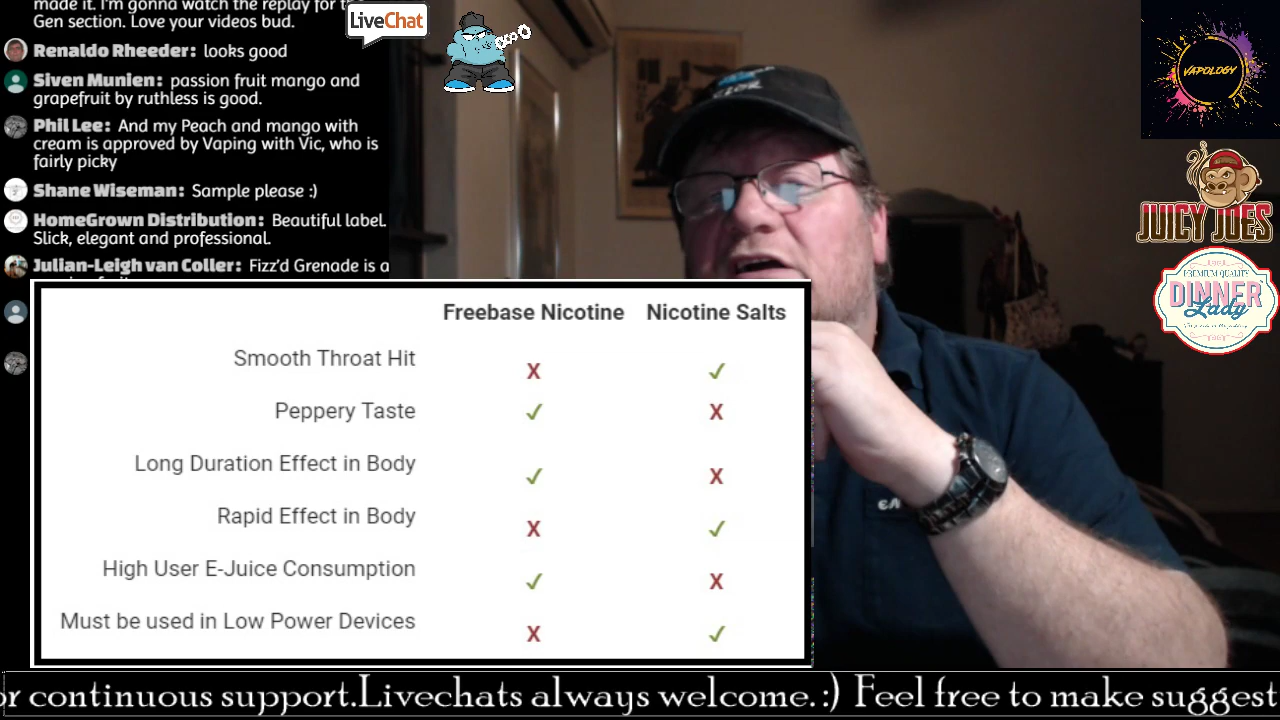 made it. I'm gonna watch the replay for the
Gen section. Love your videos bud.
Renaldo Rheeder: looks good
Siven Munien: passion fruit mango and
grapefruit by ruthless is good.
Phil Lee: And my Peach and mango with
cream is approved by Vaping with Vic, who is
fairly picky
Shane Wiseman: Sample please :)
HomeGrown Distribution: Beautiful label.
Slick, elegant and professional.
Julian-Leigh van Coller: Fizz'd Grenade is a
LiveChat
VAPOLOGY
JUICY JOES
PREMIUM QUALITY
DINNER
Lady
Freebase Nicotine Nicotine Salts
Smooth Throat Hit X ✓
Peppery Taste ✓ X
Long Duration Effect in Body ✓ X
Rapid Effect in Body X ✓
High User E-Juice Consumption ✓ X
Must be used in Low Power Devices X ✓
or continuous support.Livechats always welcome. :) Feel free to make suggest